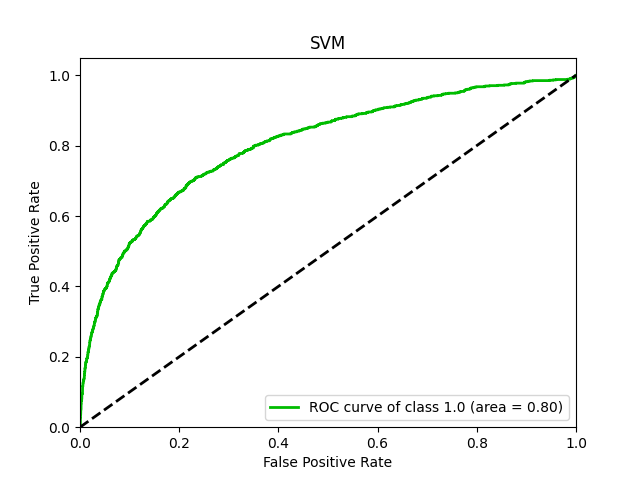 SVM
True Positive Rate
1.0
0.8
0.6
0.4
0.2
0.0
ROC curve of class 1.0 (area = 0.80)
0.0 0.2 0.4 0.6 0.8 1.0
False Positive Rate